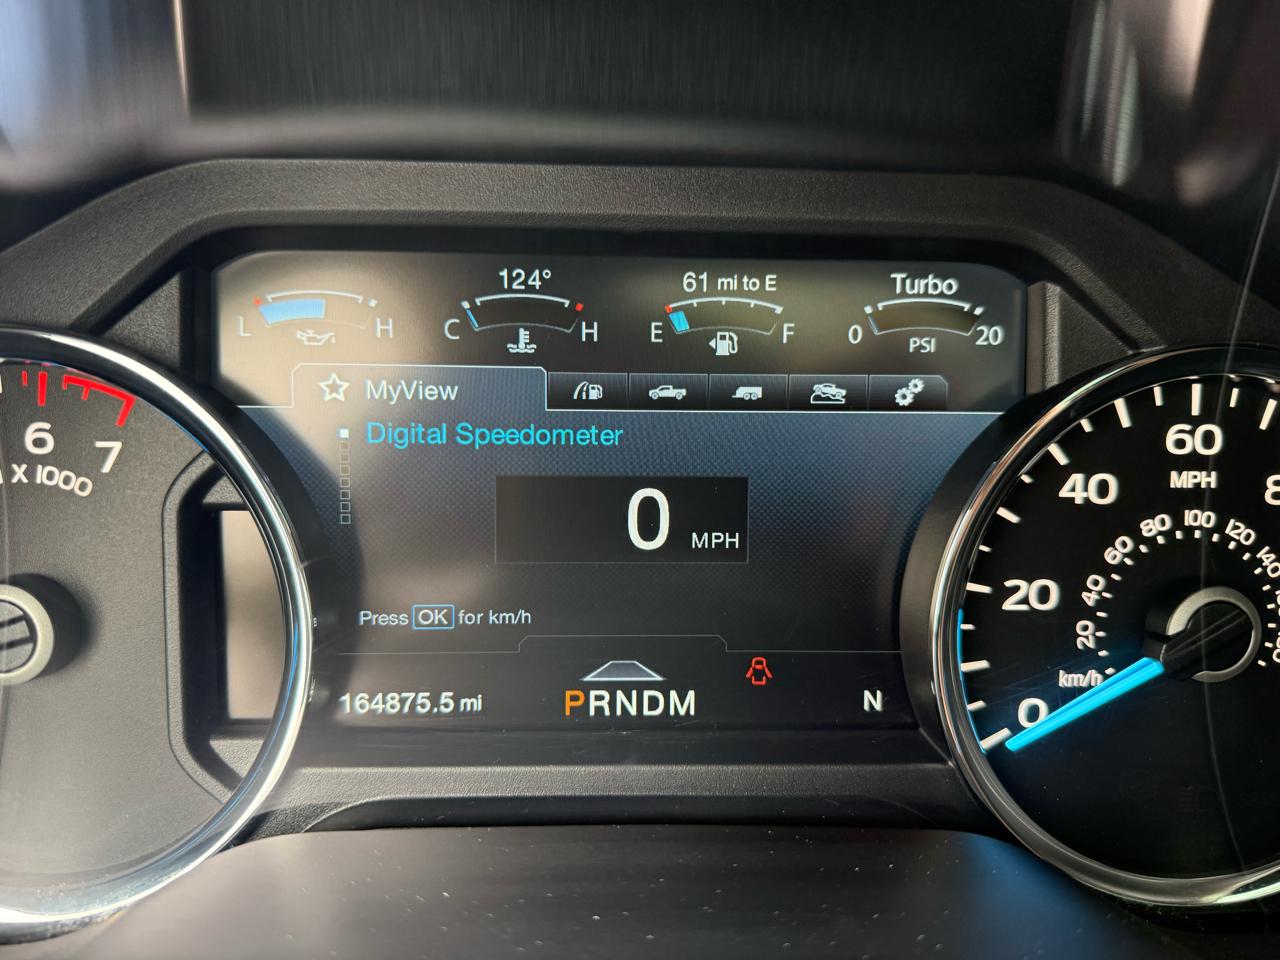 124° 61 mi to E Turbo
L H C H E F 0 PSI 20
MyView
Digital Speedometer
0 MPH
Press OK for km/h
164875.5 mi PRNDM N
6 7
X 1000
0 20 40 60 8
MPH
20 40 60 80 100 120 140
km/h